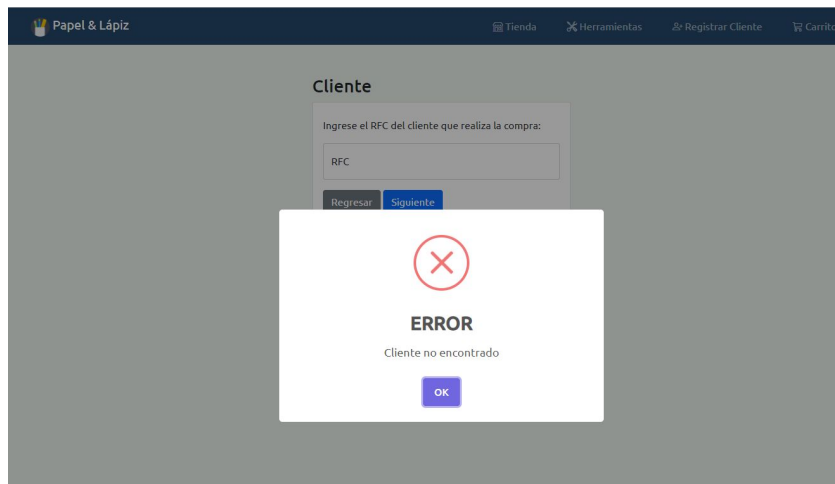 Papel & Lápiz
Tienda
Herramientas
Registrar Cliente
Carrito
Cliente
Ingrese el RFC del cliente que realiza la compra:
RFC
Regresar
Siguiente
ERROR
Cliente no encontrado
OK